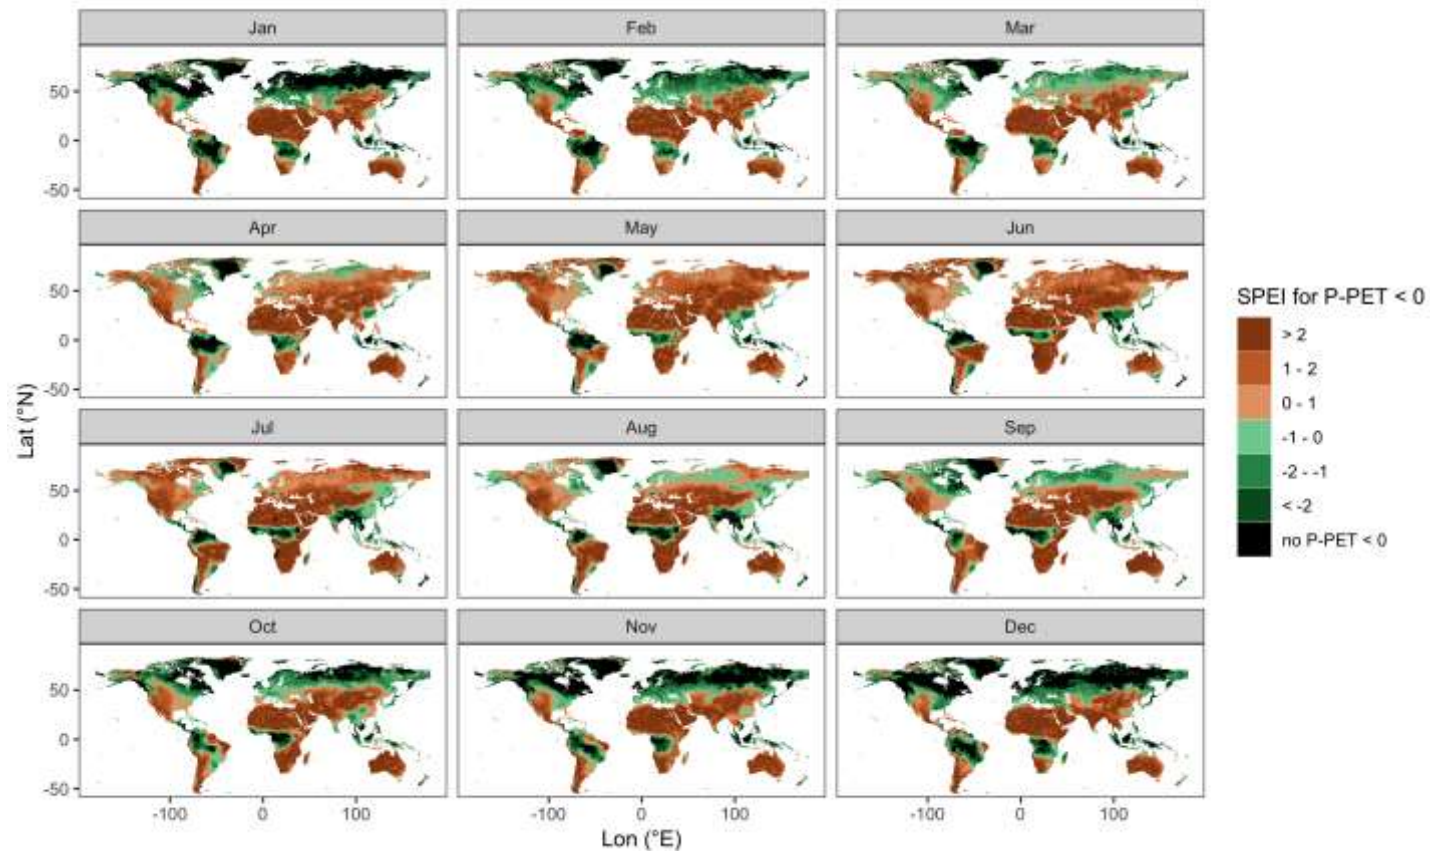 Jan Feb Mar
50
0
-50
Apr May Jun
50
0
-50
Jul Aug Sep
50
0
-50
Oct Nov Dec
50
0
-50
-100 0 100 -100 0 100 -100 0 100
Lon (°E)
Lat (°N)
SPEI for P-PET < 0
> 2
1 - 2
0 - 1
-1 - 0
-2 - -1
< -2
no P-PET < 0